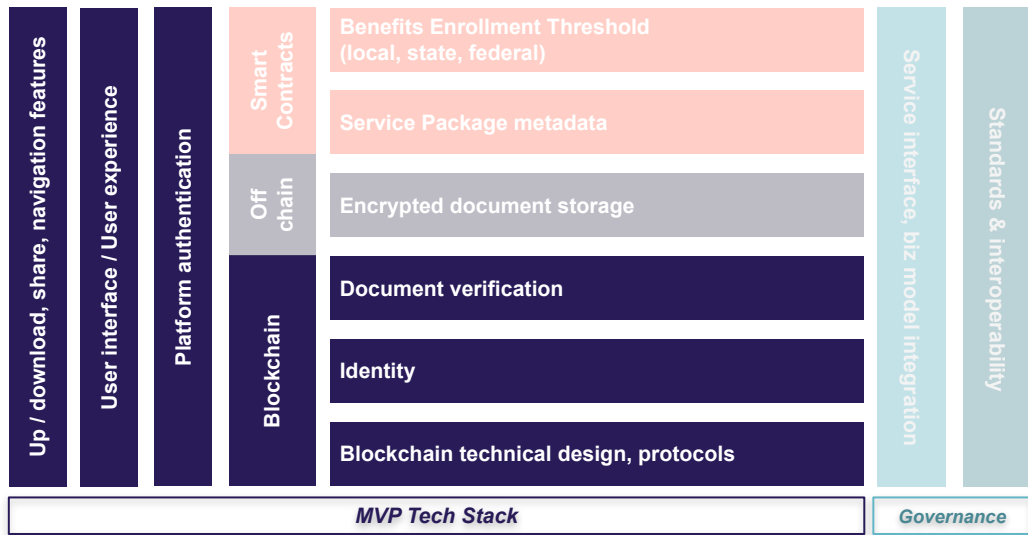 Up / download, share, navigation features
User interface / User experience
Platform authentication
Smart
Contracts
Off
chain
Blockchain
Benefits Enrollment Threshold
(local, state, federal)
Service Package metadata
Encrypted document storage
Document verification
Identity
Blockchain technical design, protocols
Service interface, biz model integration
Standards & interoperability
MVP Tech Stack
Governance